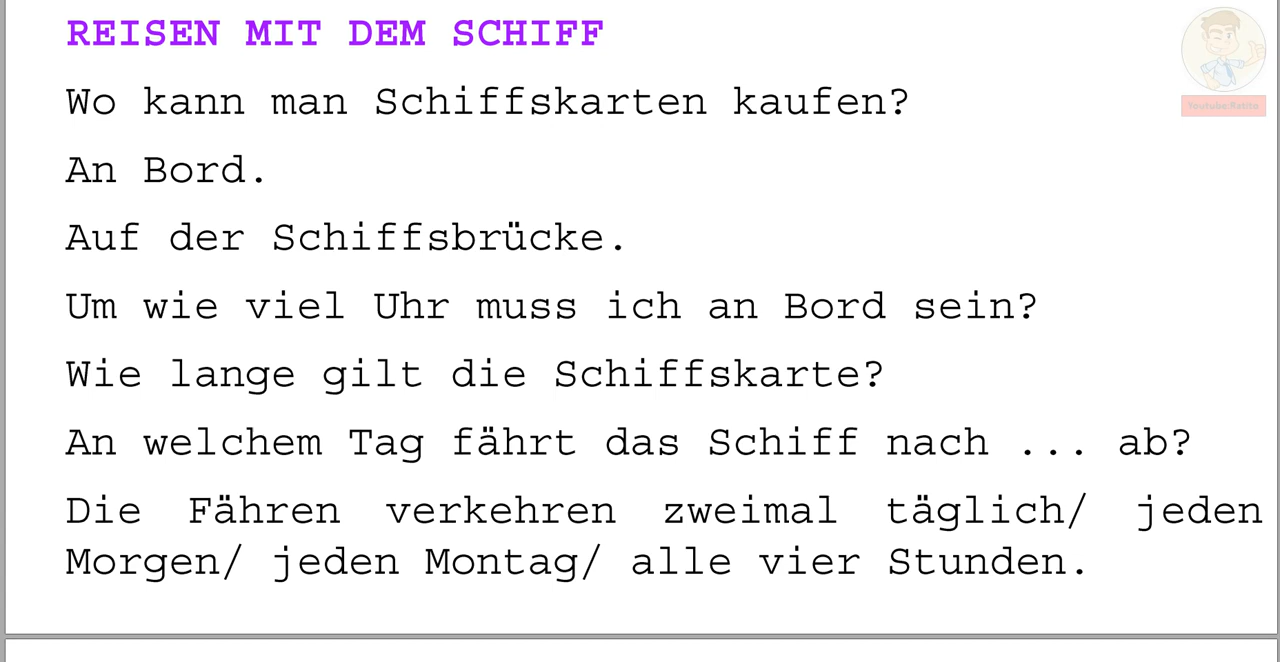 REISEN MIT DEM SCHIFF
Wo kann man Schiffskarten kaufen?
An Bord.
Auf der Schiffsbrücke.
Um wie viel Uhr muss ich an Bord sein?
Wie lange gilt die Schiffskarte?
An welchem Tag fährt das Schiff nach ... ab?
Die Fähren verkehren zweimal täglich/ jeden
Morgen/ jeden Montag/ alle vier Stunden.